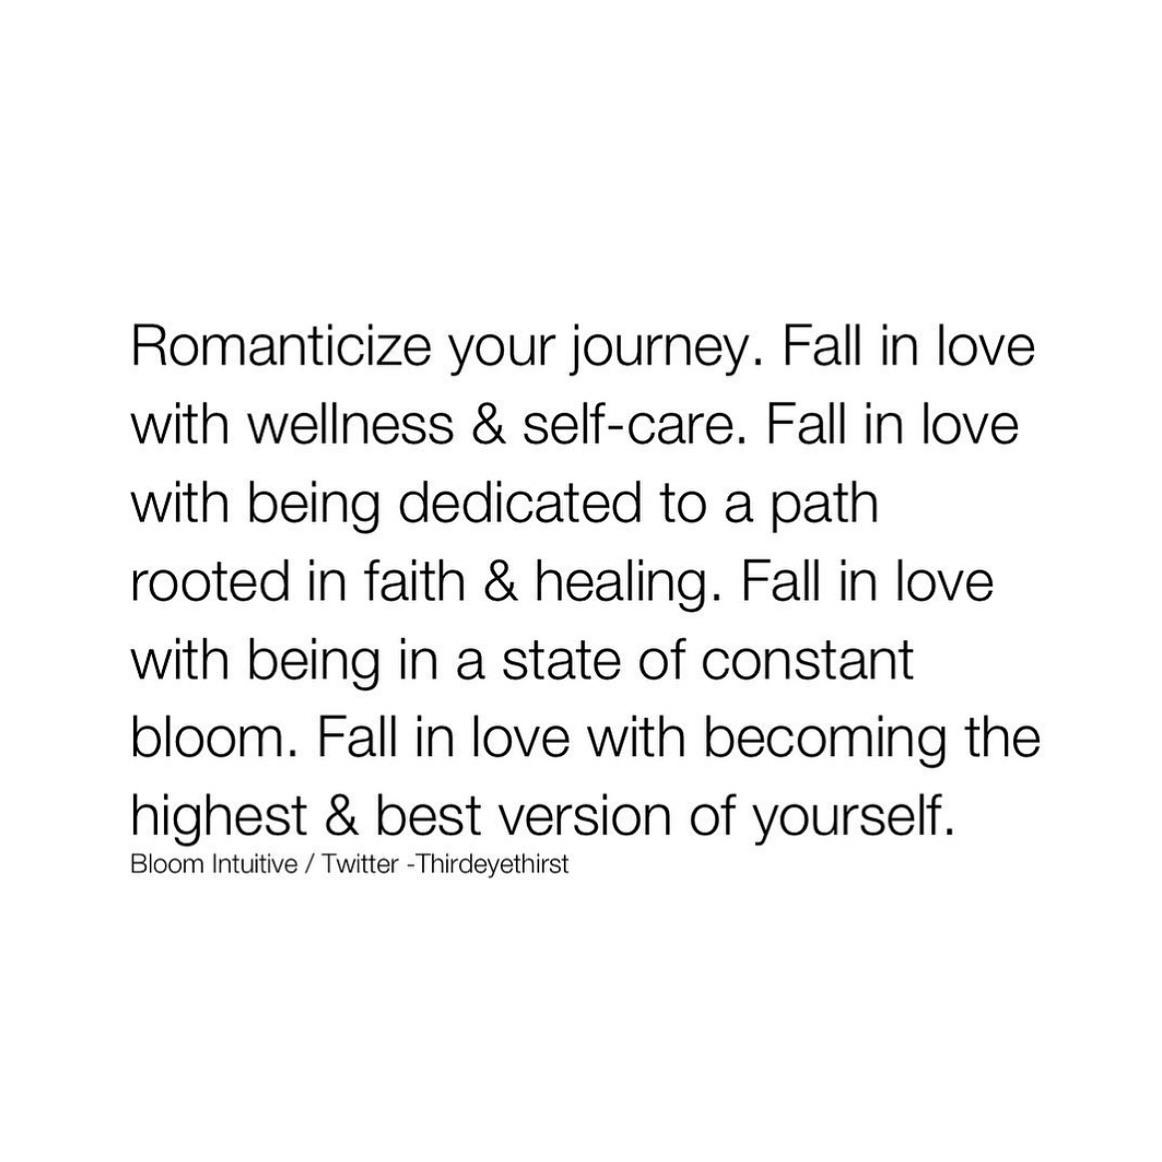 Romanticize your journey. Fall in love
with wellness & self-care. Fall in love
with being dedicated to a path
rooted in faith & healing. Fall in love
with being in a state of constant
bloom. Fall in love with becoming the
highest & best version of yourself.
Bloom Intuitive / Twitter -Thirdeyethirst